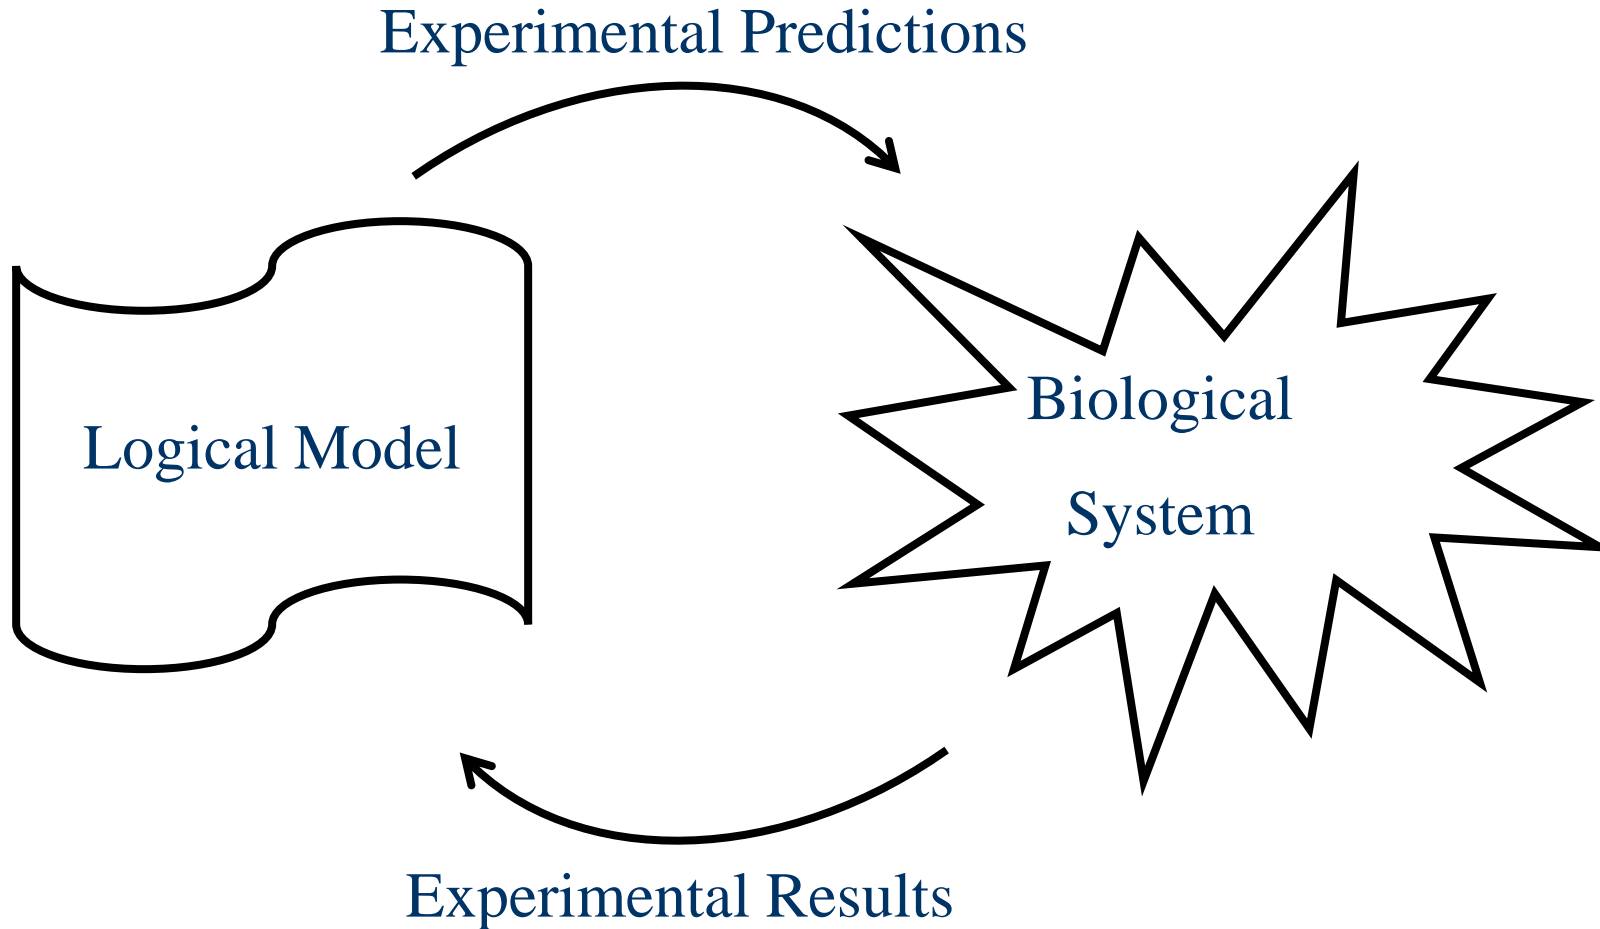 Experimental Predictions
Logical Model
Biological
System
Experimental Results